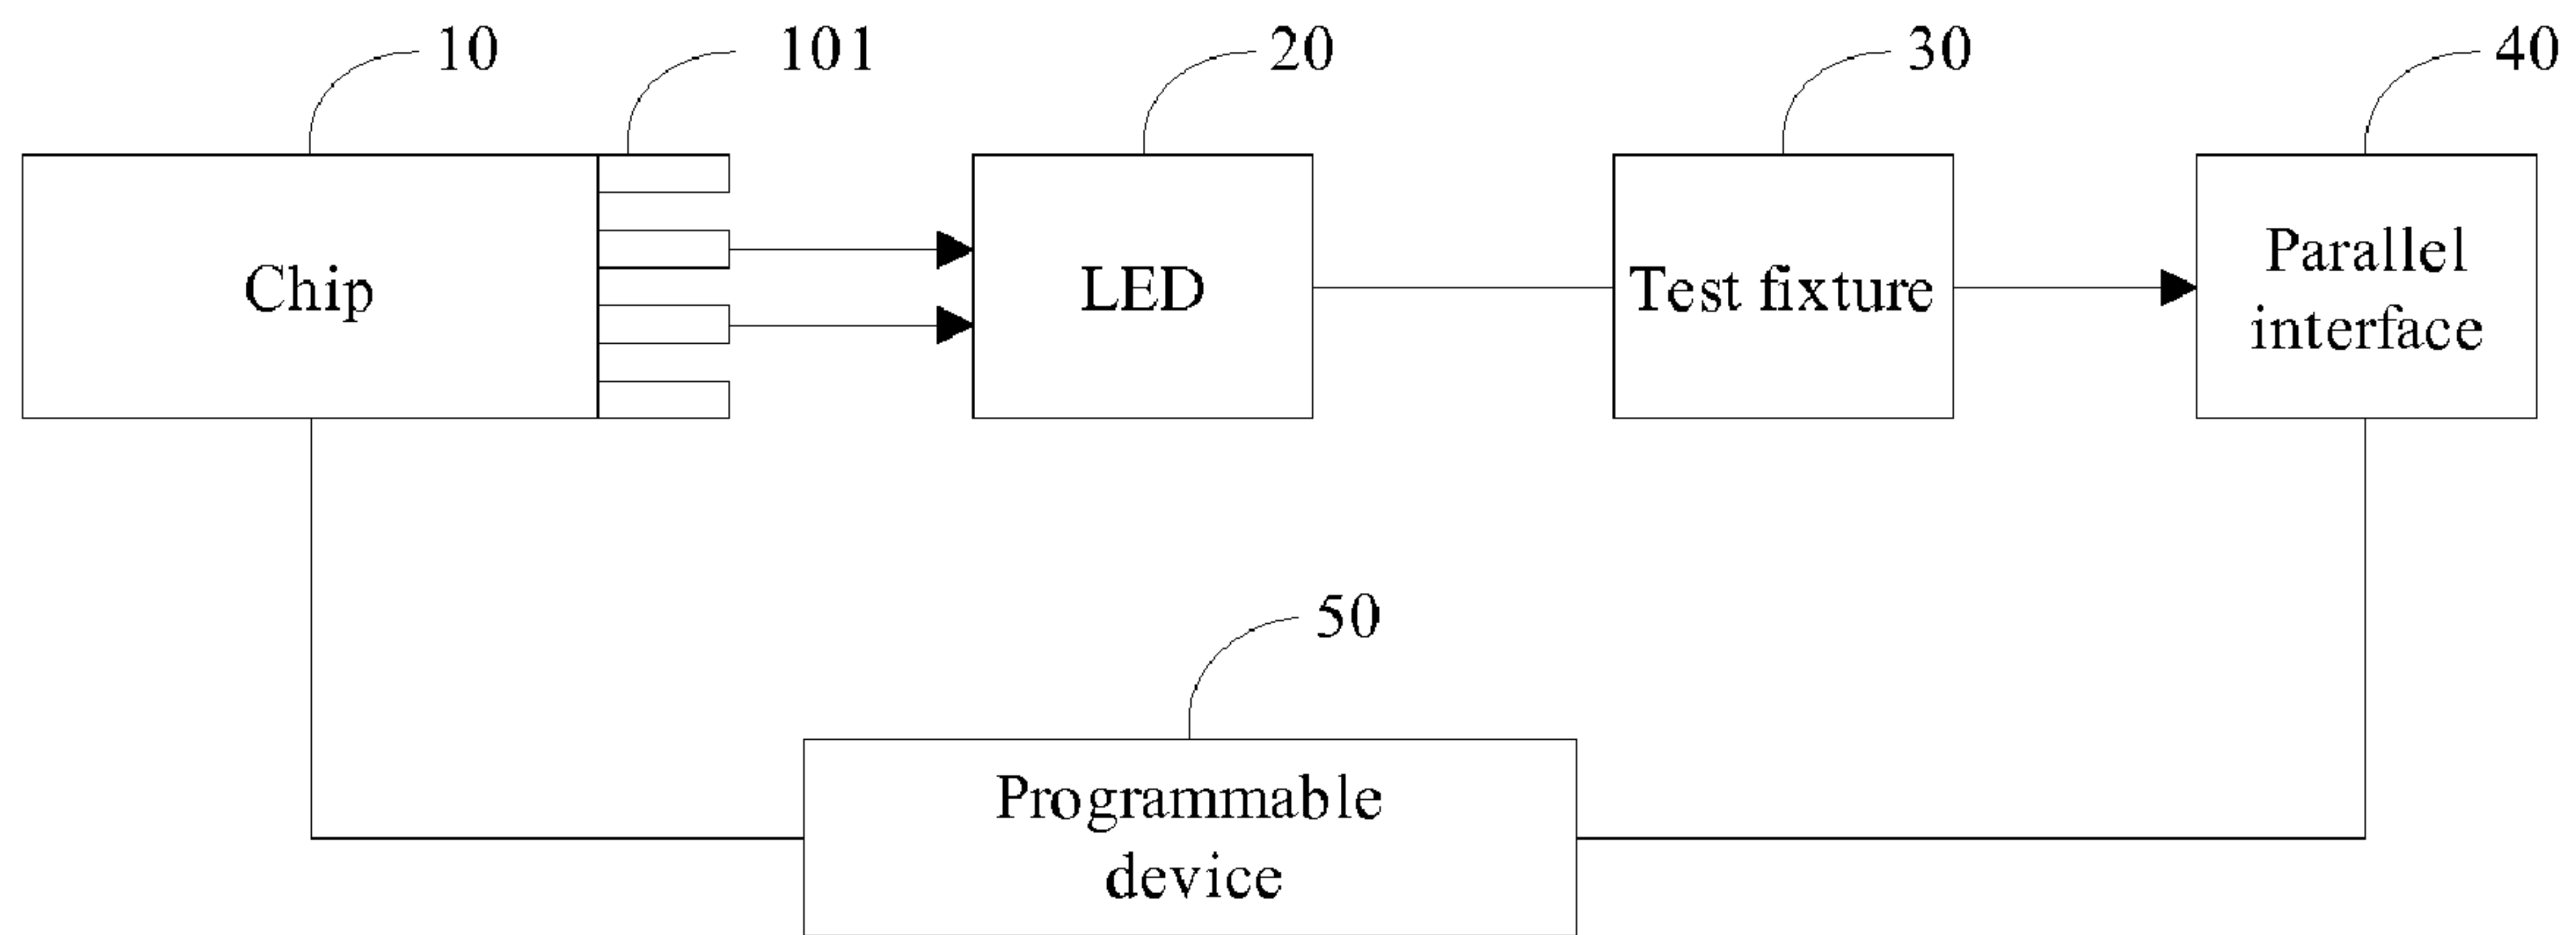 10
101
20
30
40
Chip
LED
Test fixture
Parallel
interface
50
Programmable
device